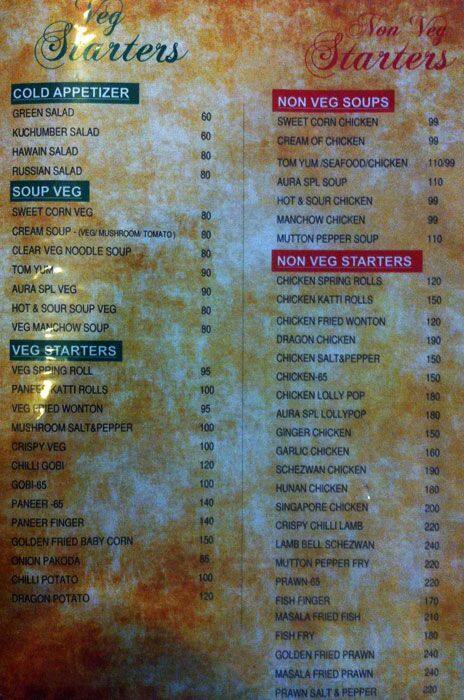 Veg
Starters
COLD APPETIZER
GREEN SALAD 60
KUCHUMBER SALAD 60
HAWAIN SALAD 80
RUSSIAN SALAD 80
SOUP VEG
SWEET CORN VEG 80
CREAM SOUP - (VEG/ MUSHROOM/ TOMATO) 80
CLEAR VEG NOODLE SOUP 80
TOM YUM 90
AURA SPL VEG 90
HOT & SOUR SOUP VEG 80
VEG MANCHOW SOUP 80
VEG STARTERS
VEG SPRING ROLL 95
PANEER KATTI ROLLS 100
VEG FRIED WONTON 95
MUSHROOM SALT&PEPPER 100
CRISPY VEG 100
CHILLI GOBI 120
GOBI-65 100
PANEER -65 140
PANEER FINGER 140
GOLDEN FRIED BABY CORN 150
ONION PAKODA 85
CHILLI POTATO 100
DRAGON POTATO 120
Non Veg
Starters
NON VEG SOUPS
SWEET CORN CHICKEN 99
CREAM OF CHICKEN 99
TOM YUM /SEAFOOD/CHICKEN 110/99
AURA SPL SOUP 110
HOT & SOUR CHICKEN 99
MANCHOW CHICKEN 99
MUTTON PEPPER SOUP 110
NON VEG STARTERS
CHICKEN SPRING ROLLS 120
CHICKEN KATTI ROLLS 150
CHICKEN FRIED WONTON 120
DRAGON CHICKEN 190
CHICKEN SALT&PEPPER 150
CHICKEN-65 150
CHICKEN LOLLY POP 180
AURA SPL LOLLYPOP 180
GINGER CHICKEN 150
GARLIC CHICKEN 160
SCHEZWAN CHICKEN 190
HUNAN CHICKEN 180
SINGAPORE CHICKEN 200
CRISPY CHILLI LAMB 220
LAMB BELL SCHEZWAN 240
MUTTON PEPPER FRY 220
PRAWN-65 220
FISH FINGER 170
MASALA FRIED FISH 210
FISH FRY 180
GOLDEN FRIED PRAWN 240
MASALA FRIED PRAWN 240
PRAWN SALT & PEPPER 220